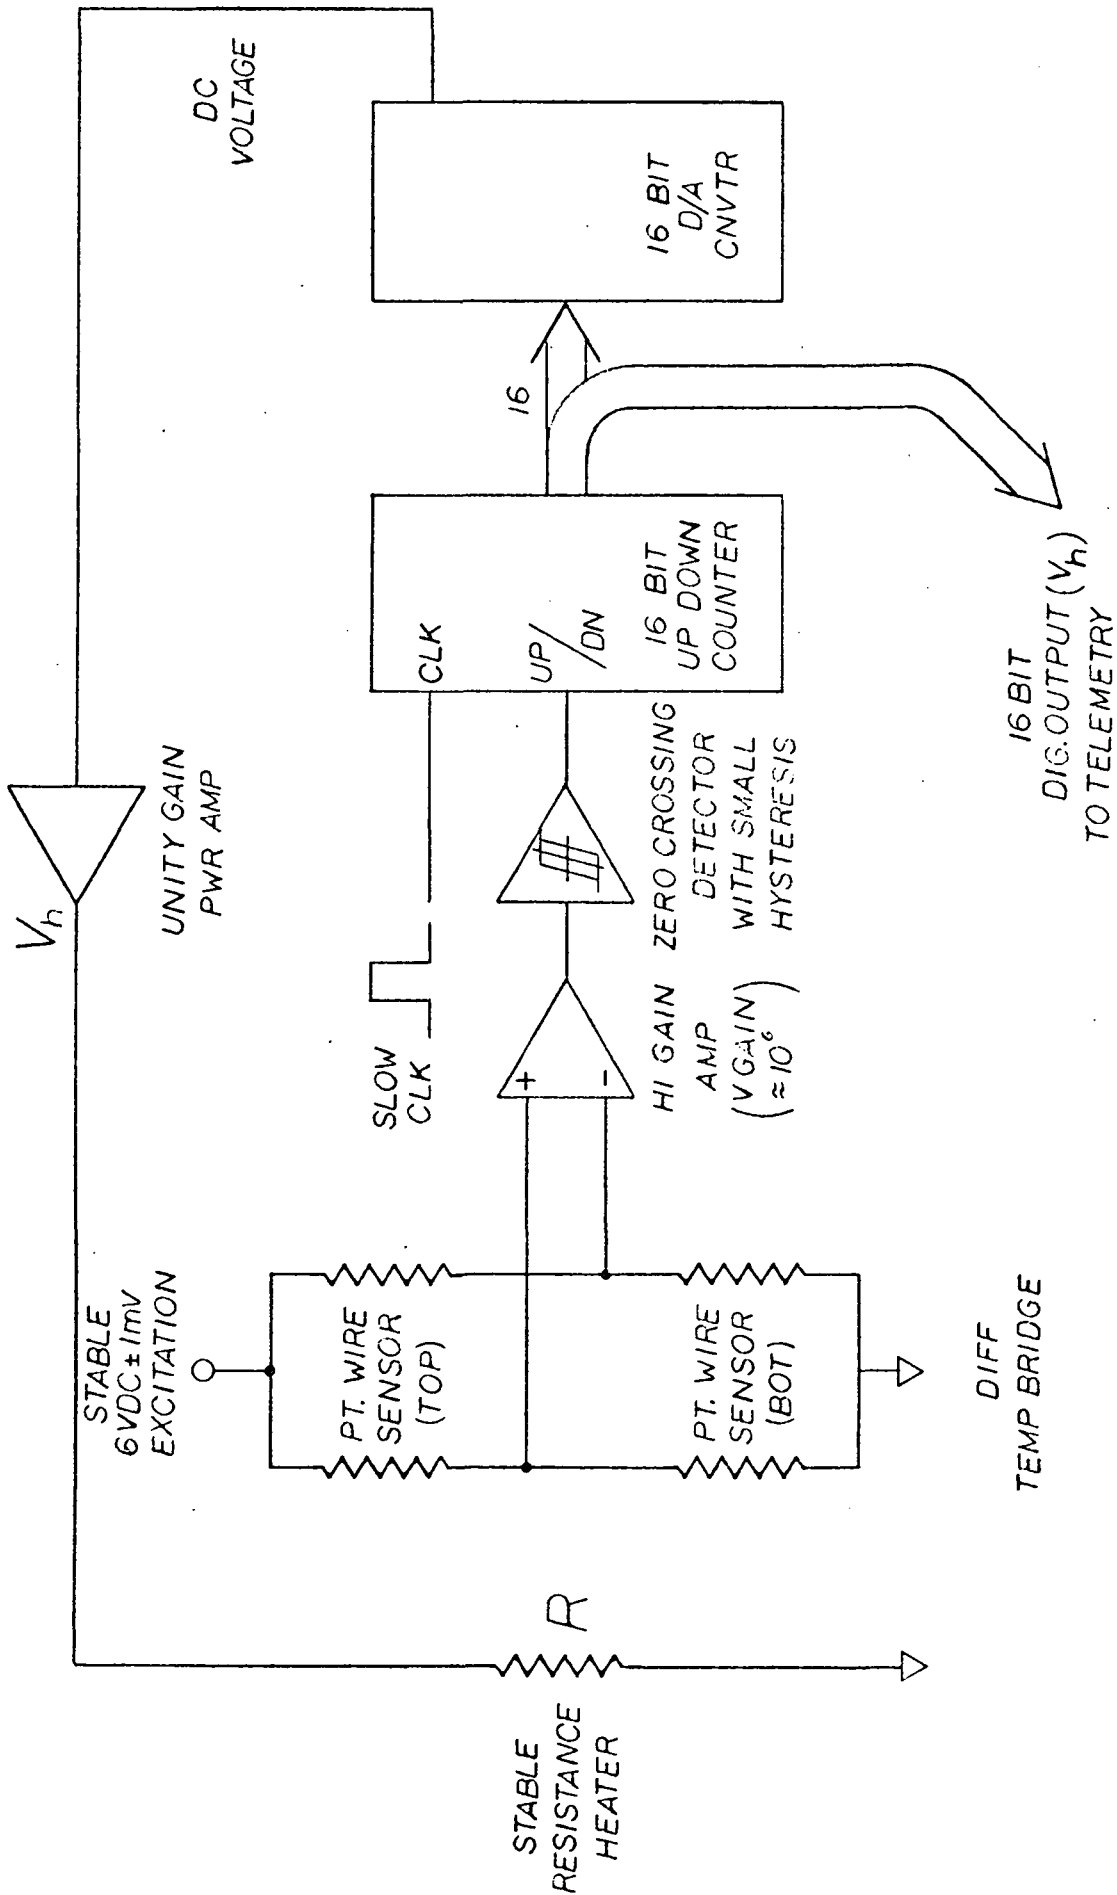 STABLE
RESISTANCE
HEATER
R
STABLE
6VDC±1mV
EXCITATION
PT. WIRE
SENSOR
(TOP)
PT. WIRE
SENSOR
(BOT)
DIFF
TEMP BRIDGE
Vh
UNITY GAIN
PWR AMP
SLOW
CLK
+
-
HI GAIN
AMP
(V GAIN)
(≈10⁶)
ZERO CROSSING
DETECTOR
WITH SMALL
HYSTERESIS
CLK
UP/DN
16 BIT
UP DOWN
COUNTER
16
16 BIT
DIG. OUTPUT (Vh)
TO TELEMETRY
16 BIT
D/A
CNVTR
DC
VOLTAGE